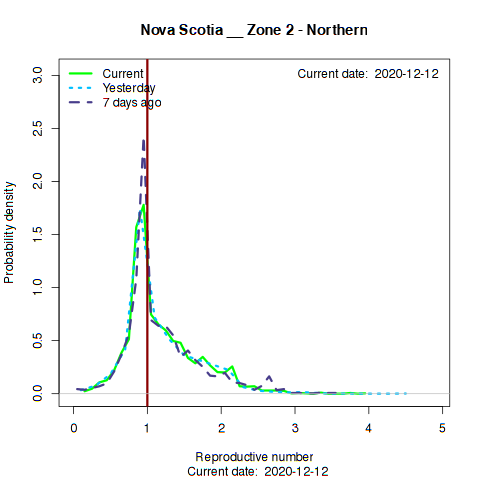 Nova Scotia __ Zone 2 - Northern
Current
Yesterday
7 days ago
Current date: 2020-12-12
Probability density
3.0
2.5
2.0
1.5
1.0
0.5
0.0
0 1 2 3 4 5
Reproductive number
Current date: 2020-12-12